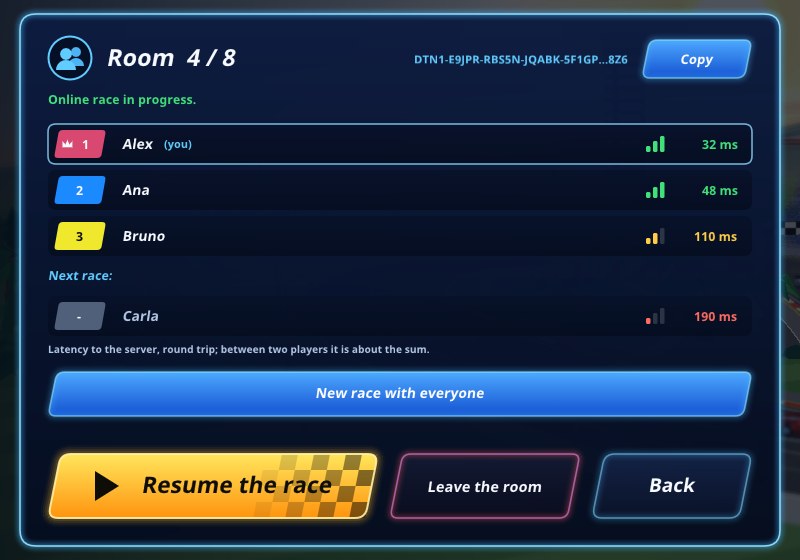 Room 4 / 8
DTN1-E9JPR-RBS5N-JQABK-5F1GP...8Z6
Copy
Online race in progress.
1 Alex (you) 32 ms
2 Ana 48 ms
3 Bruno 110 ms
Next race:
- Carla 190 ms
Latency to the server, round trip; between two players it is about the sum.
New race with everyone
Resume the race
Leave the room
Back